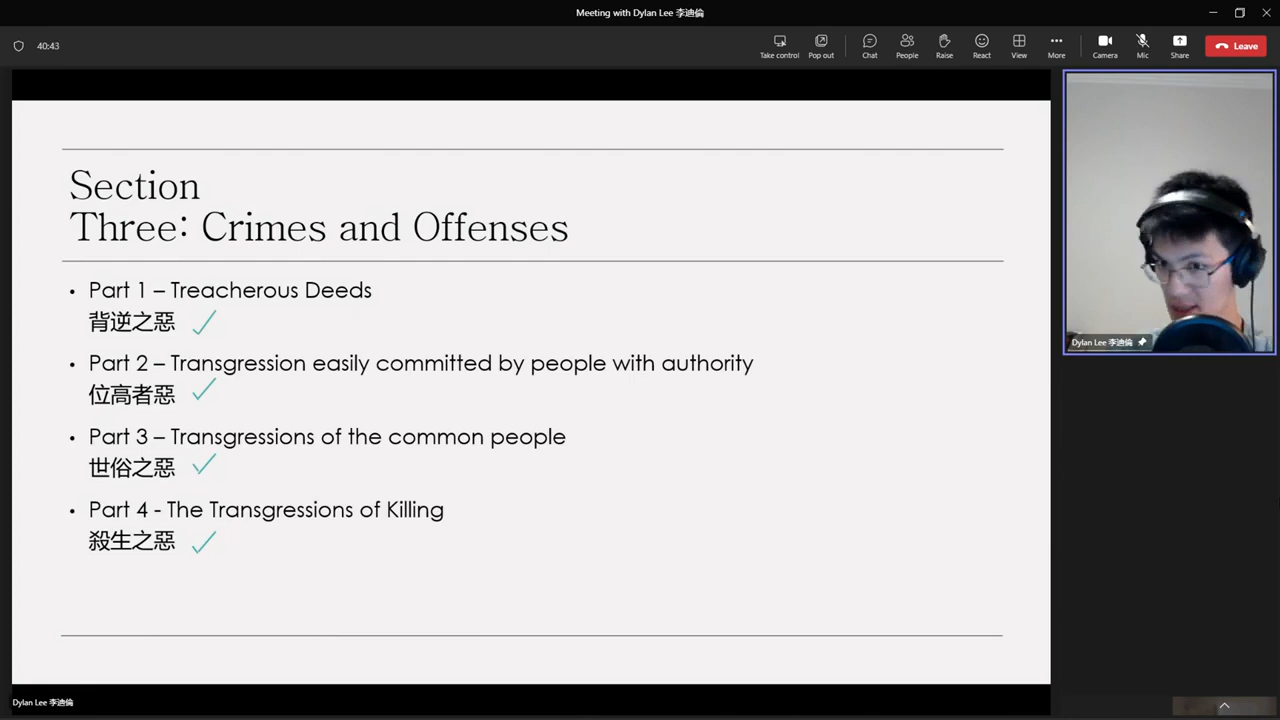 Meeting with Dylan Lee 李迪倫
40:43
Take control
Pop out
Chat
People
Raise
React
View
More
Camera
Mic
Share
Leave
Section
Three: Crimes and Offenses
• Part 1 – Treacherous Deeds
背逆之惡
• Part 2 – Transgression easily committed by people with authority
位高者惡
• Part 3 – Transgressions of the common people
世俗之惡
• Part 4 - The Transgressions of Killing
殺生之惡
Dylan Lee 李迪倫
Dylan Lee 李迪倫